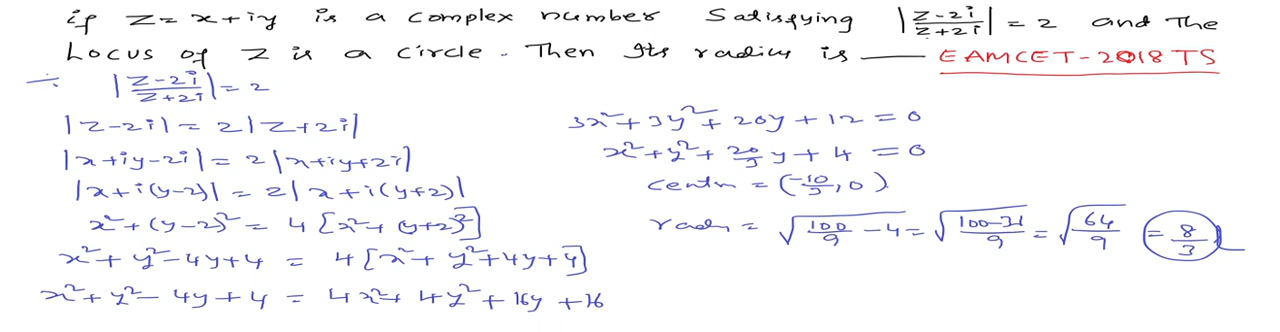 if Z = x+iy is a complex number Satisfying |z-2i/z+2i| = 2 and The
Locus of Z is a circle. Then Its radius is —— EAMCET-2018 TS
|z-2i/z+2i| = 2
|z-2i| = 2|z+2i|
|x+iy-2i| = 2|x+iy+2i|
|x+i(y-2)| = 2|x+i(y+2)|
x²+(y-2)² = 4[x²+(y+2)²]
x²+y²-4y+4 = 4[x²+y²+4y+4]
x²+y²-4y+4 = 4x²+4y²+16y+16
3x²+3y²+20y+12=0
x²+y²+20/3 y+4 = 0
centre = (-10/3, 0)
radius = √(100/9 - 4) = √(100-36/9) = √(64/9) = 8/3